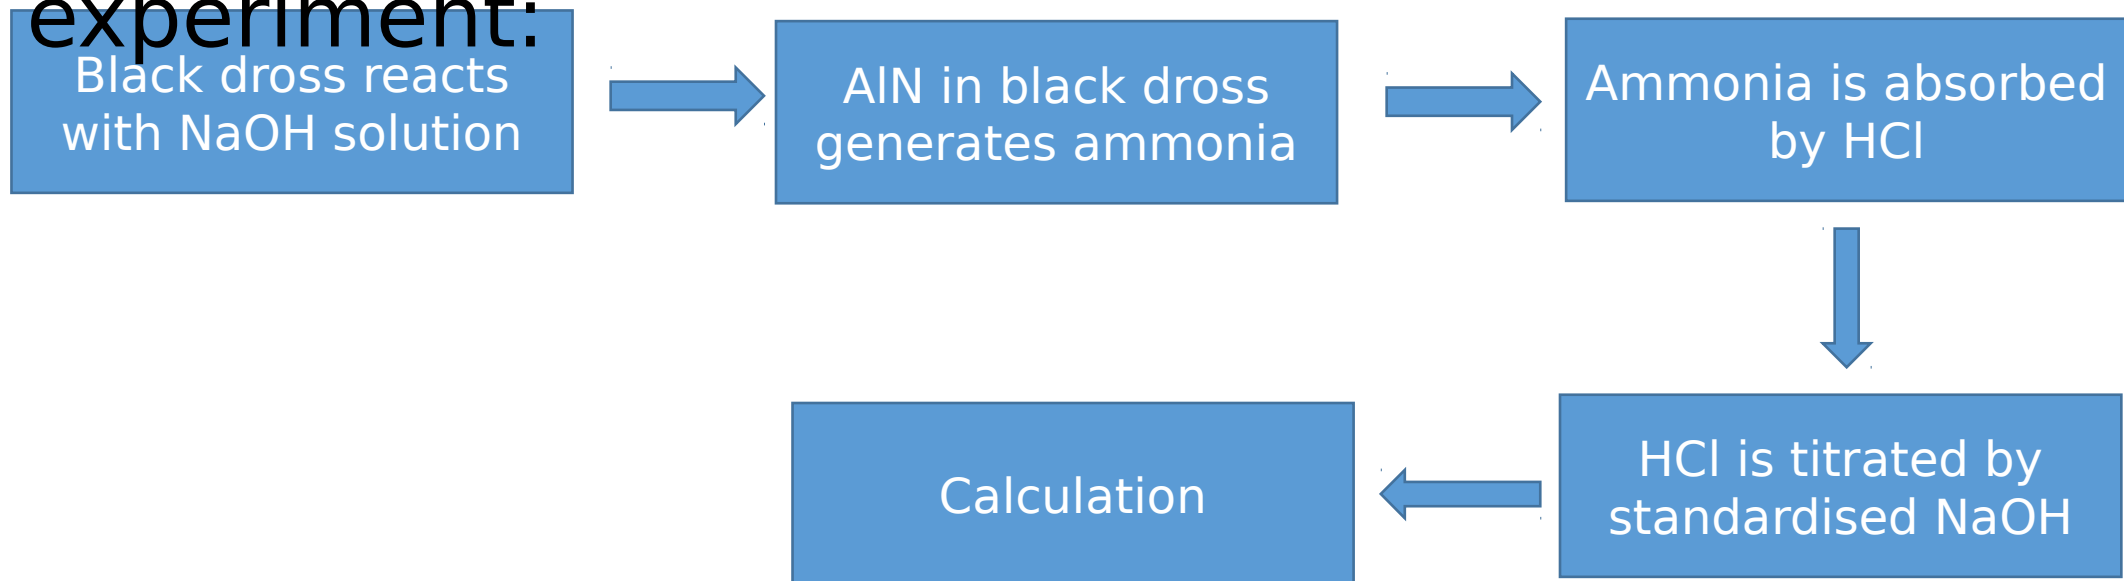 experiment:
Black dross reacts
with NaOH solution
AlN in black dross
generates ammonia
Ammonia is absorbed
by HCl
HCl is titrated by
standardised NaOH
Calculation